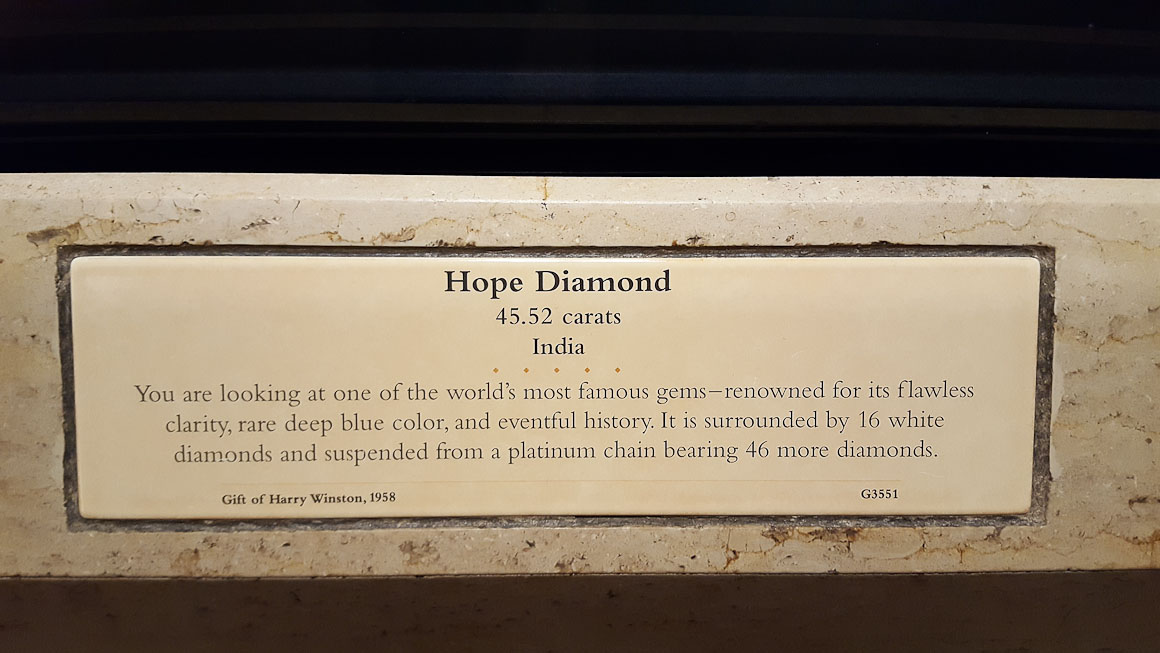 Hope Diamond
45.52 carats
India
You are looking at one of the world's most famous gems—renowned for its flawless
clarity, rare deep blue color, and eventful history. It is surrounded by 16 white
diamonds and suspended from a platinum chain bearing 46 more diamonds.
Gift of Harry Winston, 1958
G3551